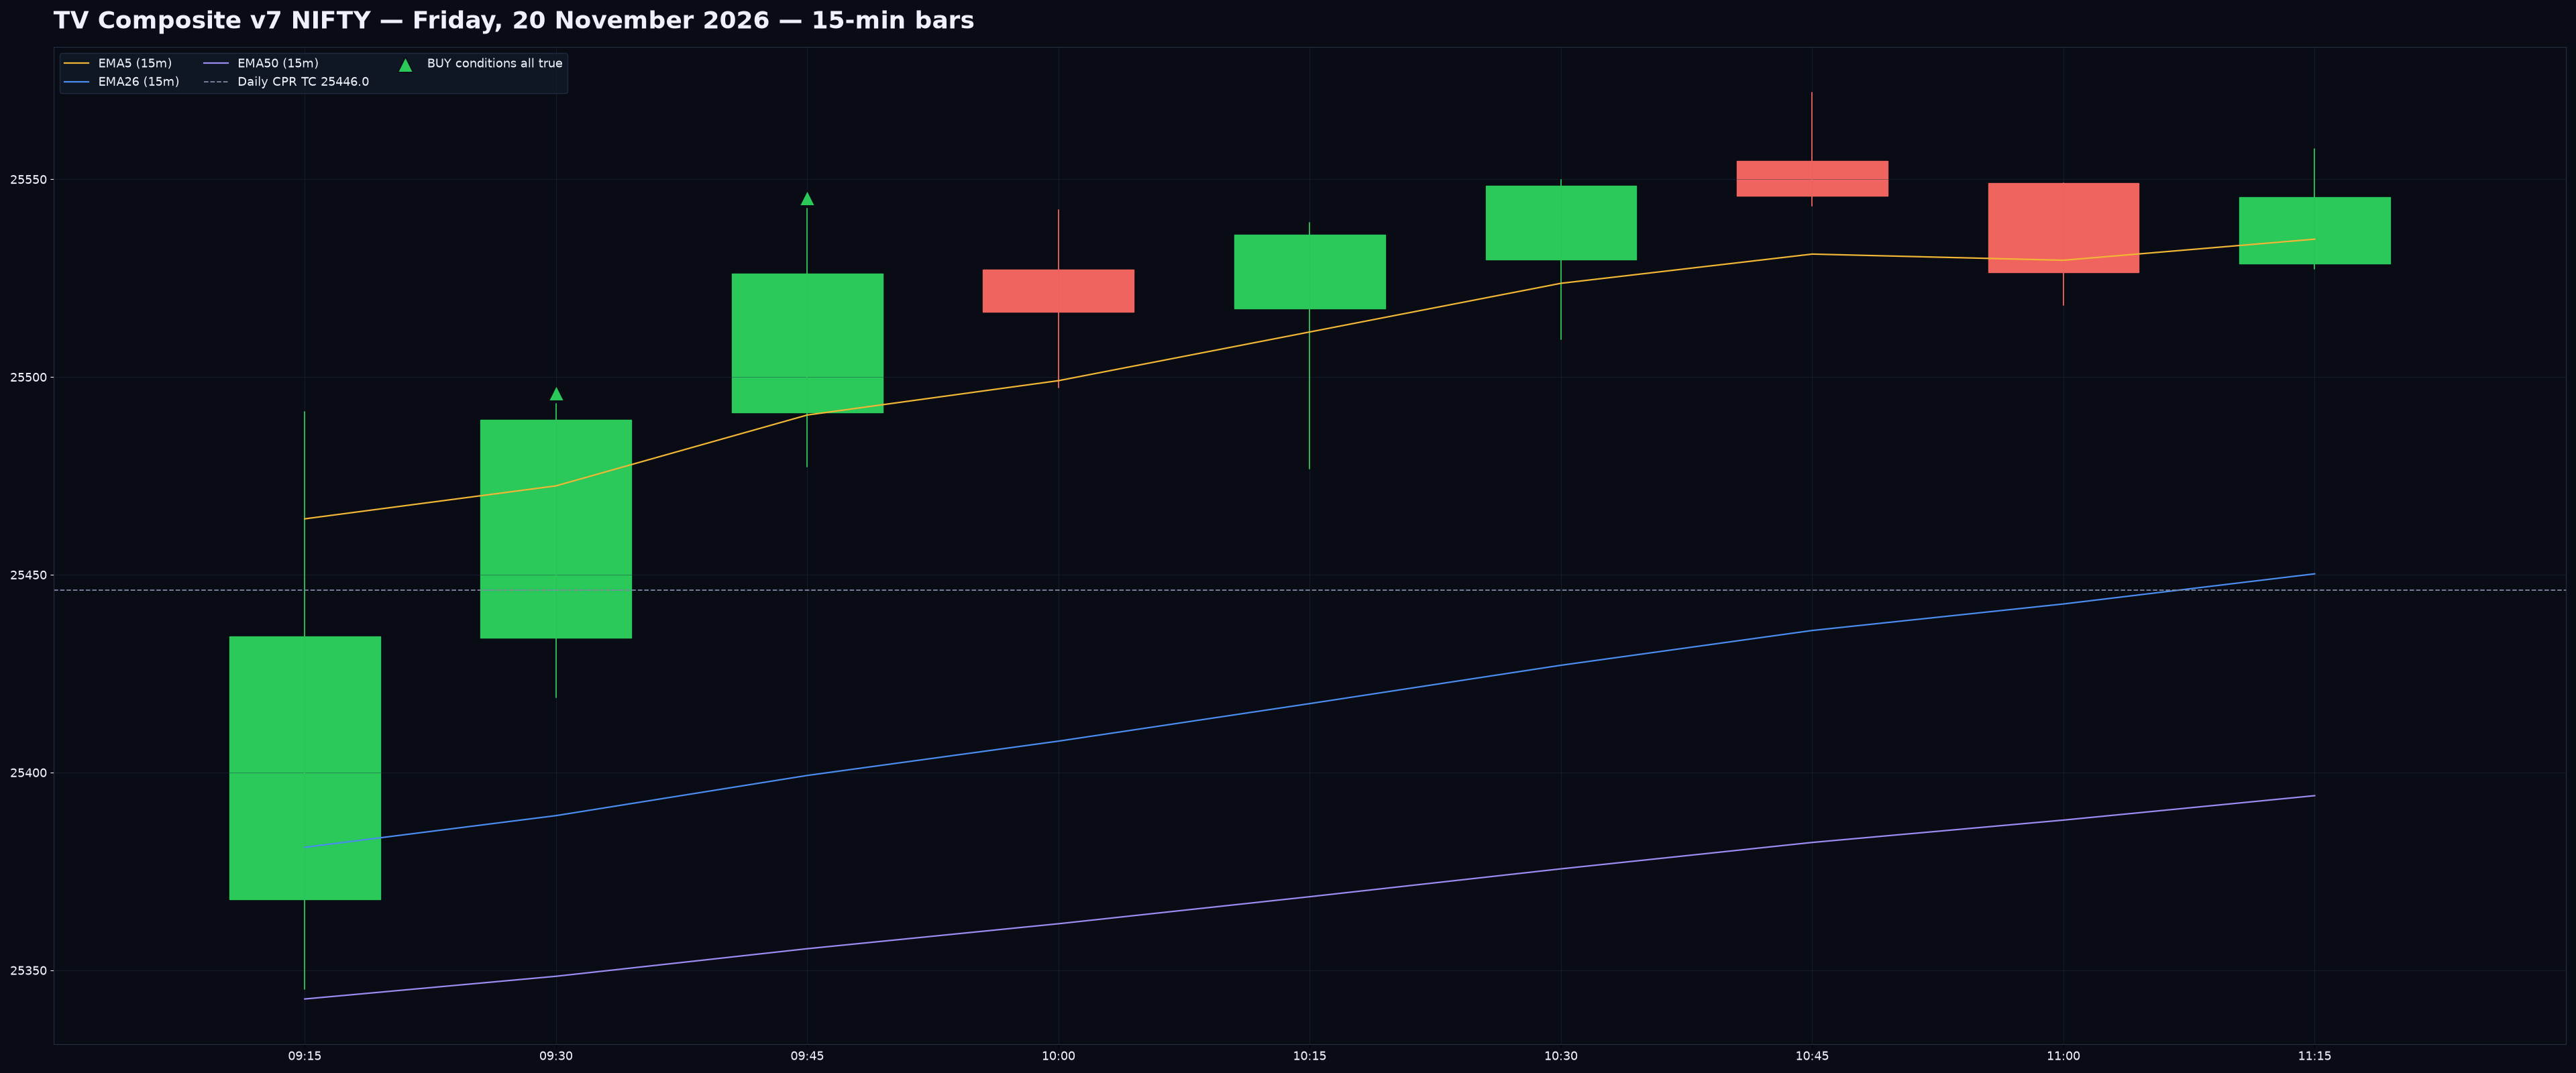 TV Composite v7 NIFTY — Friday, 20 November 2026 — 15-min bars
EMA5 (15m)
EMA26 (15m)
EMA50 (15m)
Daily CPR TC 25446.0
BUY conditions all true
25550
25500
25450
25400
25350
09:15 09:30 09:45 10:00 10:15 10:30 10:45 11:00 11:15